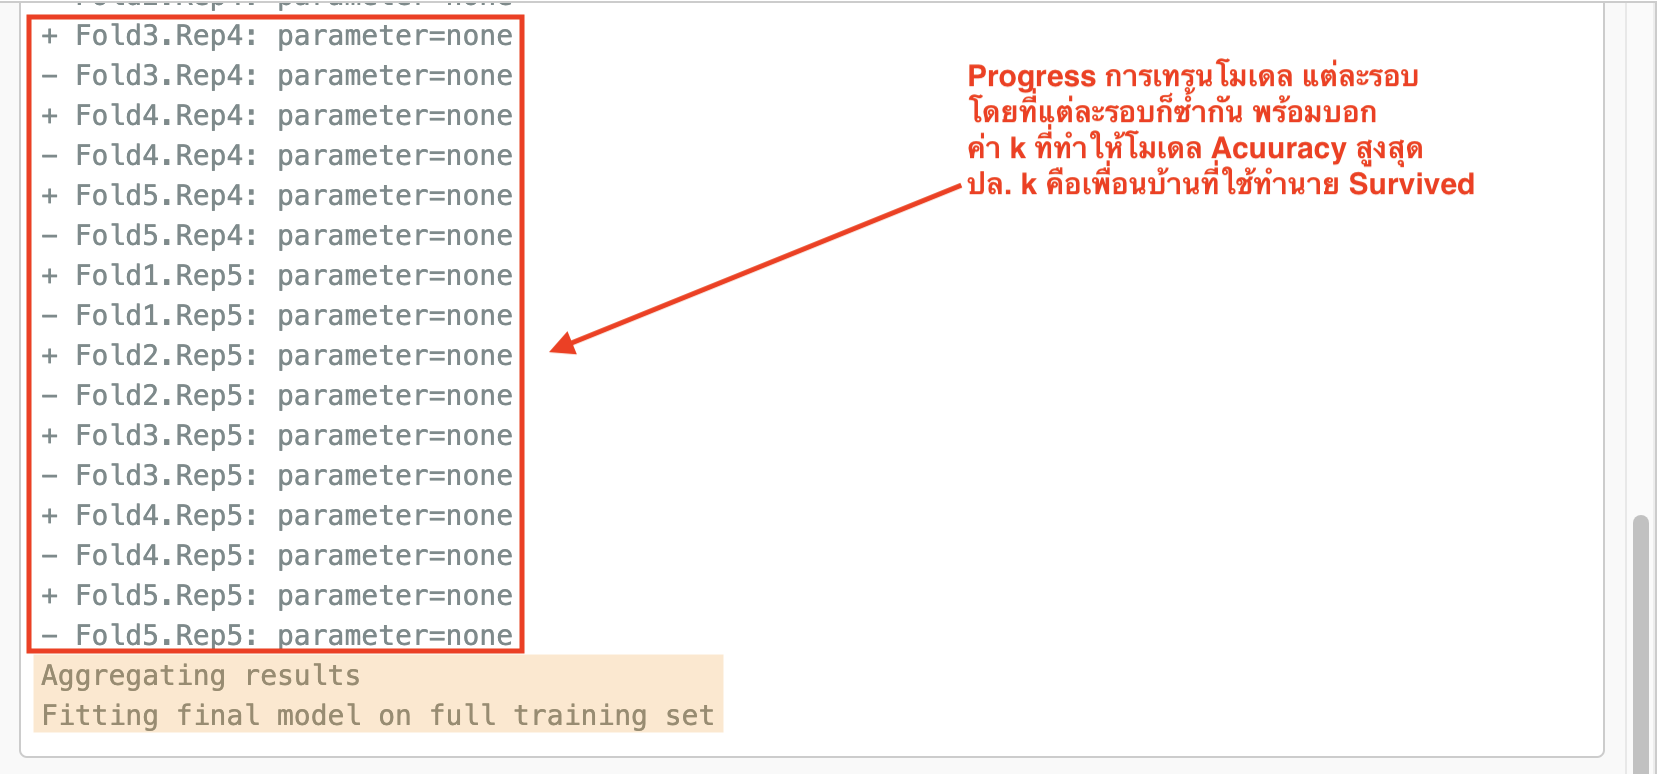 + Fold3.Rep4: parameter=none
- Fold3.Rep4: parameter=none
+ Fold4.Rep4: parameter=none
- Fold4.Rep4: parameter=none
+ Fold5.Rep4: parameter=none
- Fold5.Rep4: parameter=none
+ Fold1.Rep5: parameter=none
- Fold1.Rep5: parameter=none
+ Fold2.Rep5: parameter=none
- Fold2.Rep5: parameter=none
+ Fold3.Rep5: parameter=none
- Fold3.Rep5: parameter=none
+ Fold4.Rep5: parameter=none
- Fold4.Rep5: parameter=none
+ Fold5.Rep5: parameter=none
- Fold5.Rep5: parameter=none
Aggregating results
Fitting final model on full training set
Progress การเทรนโมเดล แต่ละรอบ
โดยที่แต่ละรอบก็ซ้ำกัน พร้อมบอก
ค่า k ที่ทำให้โมเดล Acuuracy สูงสุด
ปล. k คือเพื่อนบ้านที่ใช้ทำนาย Survived